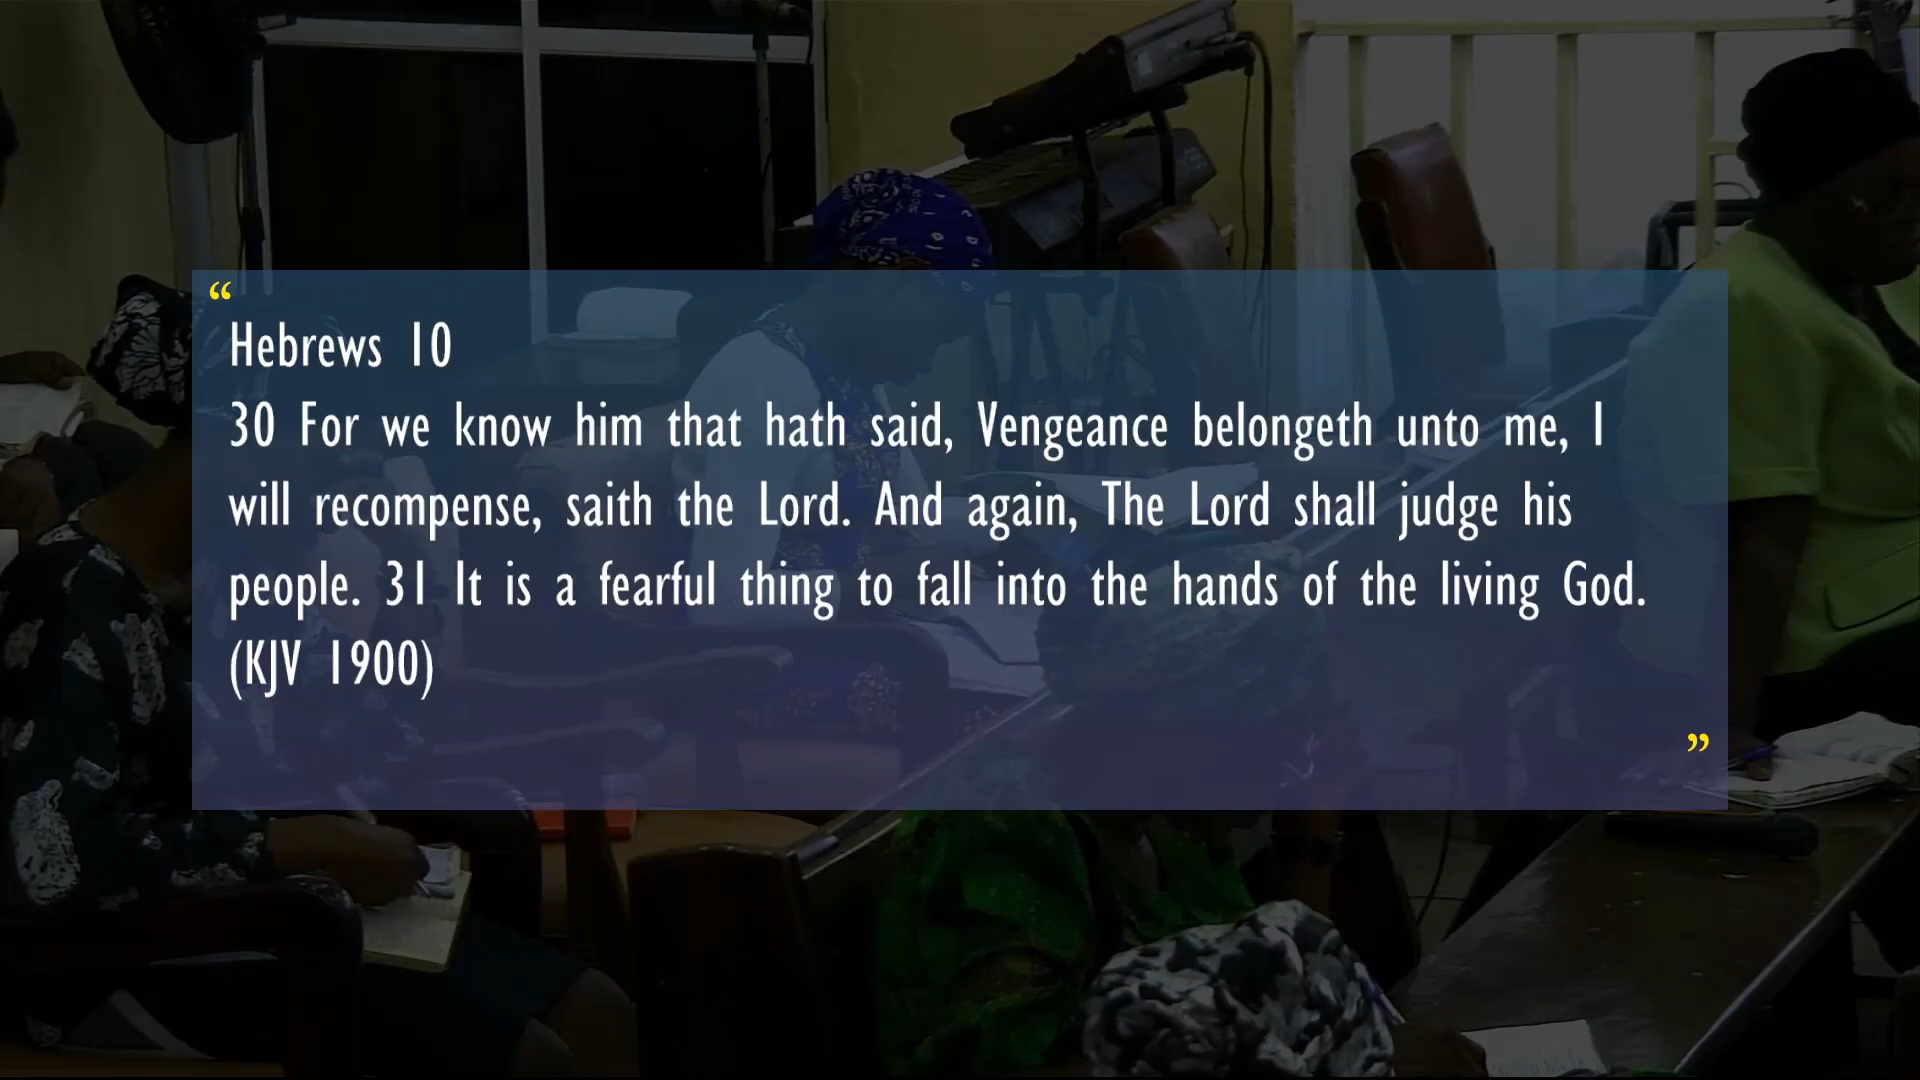 “
Hebrews 10
30 For we know him that hath said, Vengeance belongeth unto me, I
will recompense, saith the Lord. And again, The Lord shall judge his
people. 31 It is a fearful thing to fall into the hands of the living God.
(KJV 1900)
”